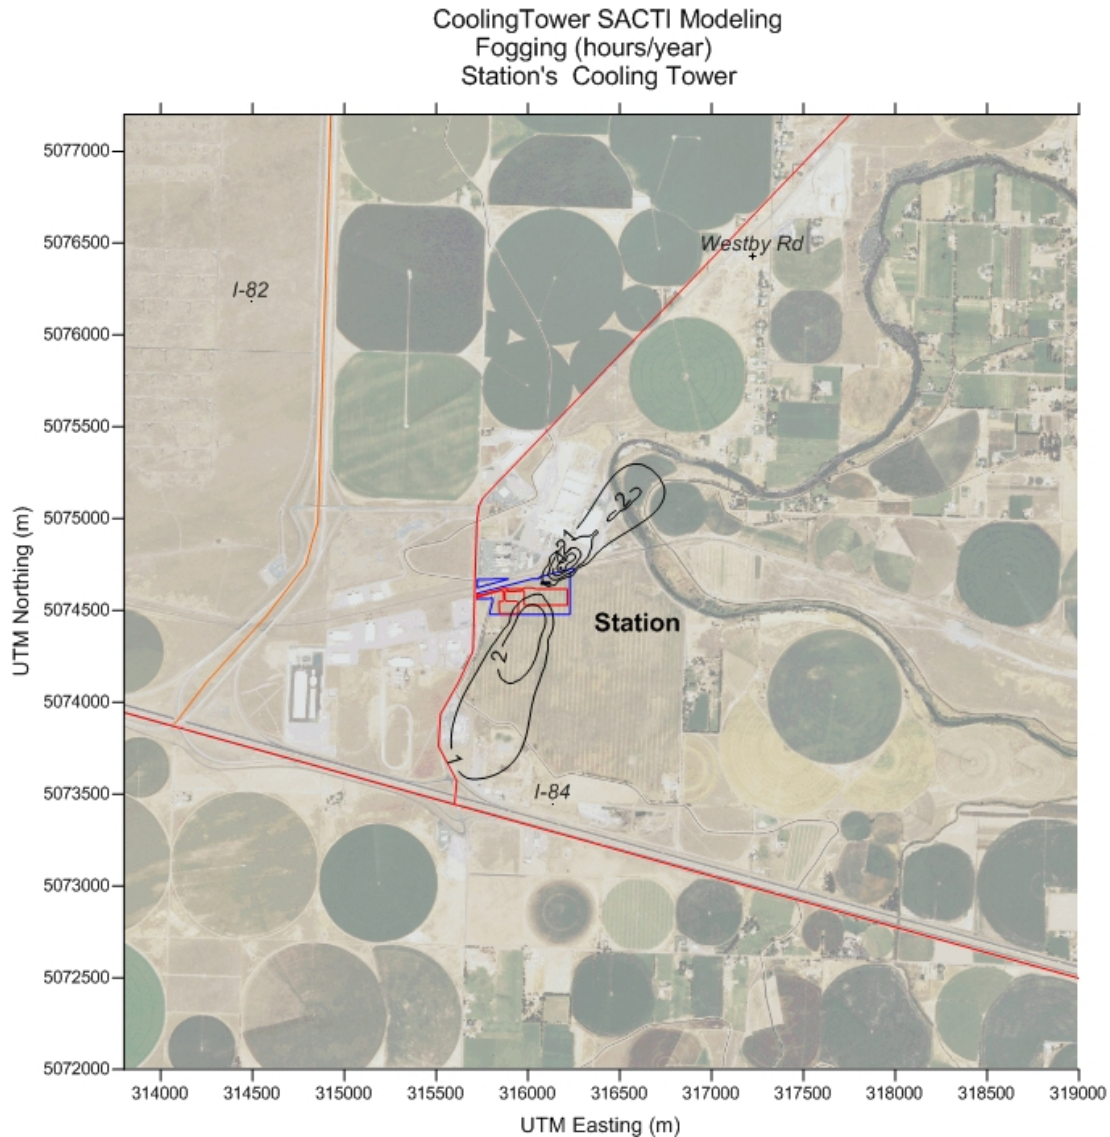 CoolingTower SACTI Modeling
Fogging (hours/year)
Station's Cooling Tower
5077000
5076500
Westby Rd
I-82
5076000
5075500
5075000
2
1
2
5074500
Station
2
5074000
1
5073500
I-84
5073000
5072500
5072000
UTM Northing (m)
314000 314500 315000 315500 316000 316500 317000 317500 318000 318500 319000
UTM Easting (m)